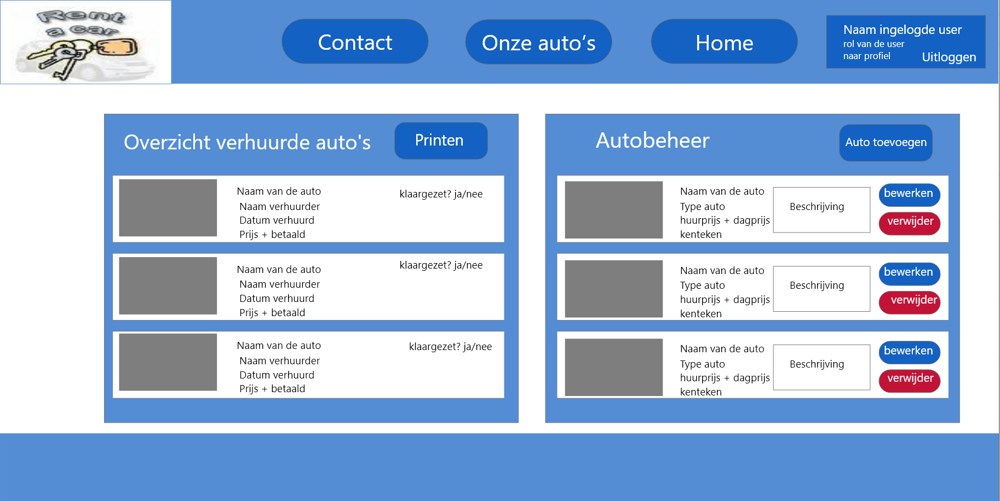 Rent
a car
Contact
Onze auto’s
Home
Naam ingelogde user
rol van de user
naar profiel
Uitloggen
Overzicht verhuurde auto's
Printen
Naam van de auto
klaargezet? ja/nee
Naam verhuurder
Datum verhuurd
Prijs + betaald
Naam van de auto
klaargezet? ja/nee
Naam verhuurder
Datum verhuurd
Prijs + betaald
Naam van de auto
klaargezet? ja/nee
Naam verhuurder
Datum verhuurd
Prijs + betaald
Autobeheer
Auto toevoegen
Naam van de auto
Type auto
huurprijs + dagprijs
kenteken
Beschrijving
bewerken
verwijder
Naam van de auto
Type auto
huurprijs + dagprijs
kenteken
Beschrijving
bewerken
verwijder
Naam van de auto
Type auto
huurprijs + dagprijs
kenteken
Beschrijving
bewerken
verwijder